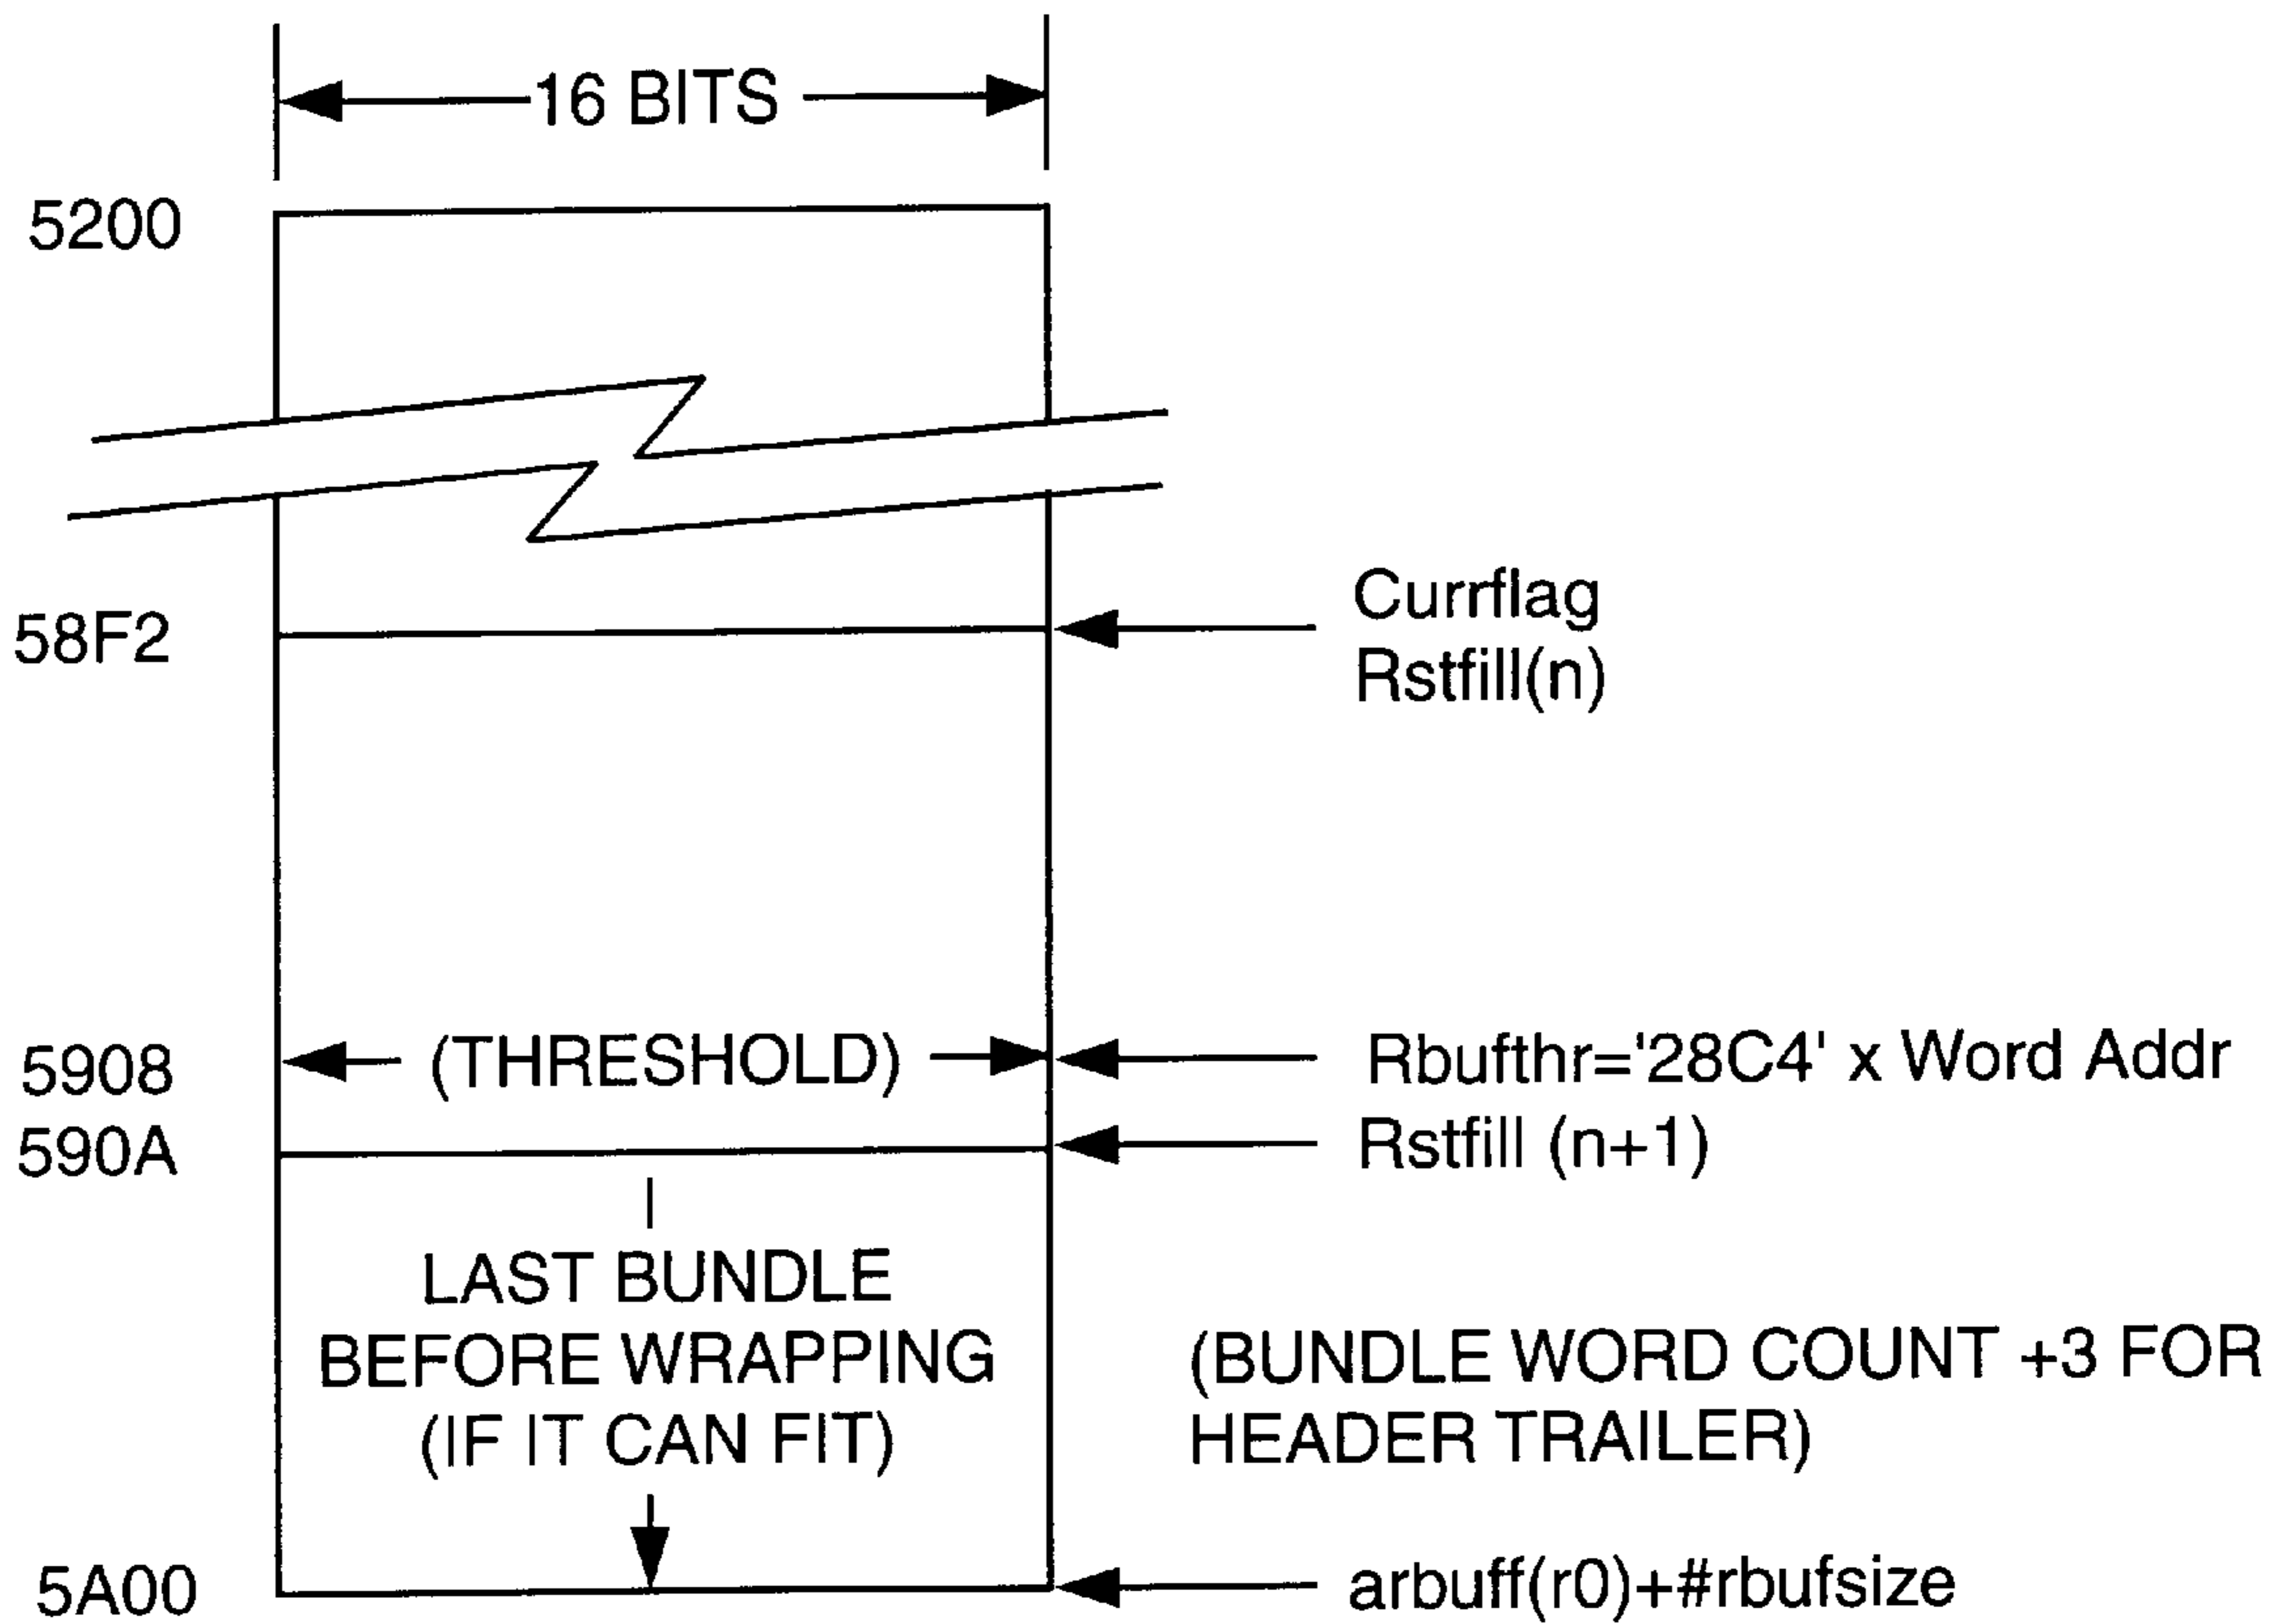 16 BITS
5200
58F2
Currflag
Rstfill(n)
5908
(THRESHOLD)
Rbufthr='28C4' x Word Addr
590A
Rstfill (n+1)
LAST BUNDLE
BEFORE WRAPPING
(IF IT CAN FIT)
(BUNDLE WORD COUNT +3 FOR
HEADER TRAILER)
5A00
arbuff(r0)+#rbufsize